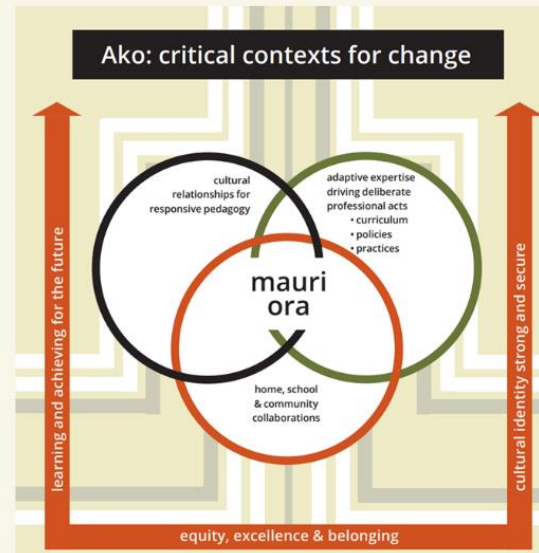 Ako: critical contexts for change
cultural
relationships for
responsive pedagogy
adaptive expertise
driving deliberate
professional acts
• curriculum
• policies
• practices
mauri
ora
home, school
& community
collaborations
learning and achieving for the future
cultural identity strong and secure
equity, excellence & belonging